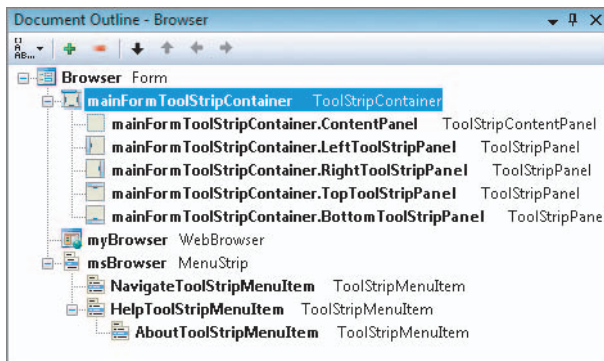 Document Outline - Browser
Browser Form
mainFormToolStripContainer ToolStripContainer
mainFormToolStripContainer.ContentPanel ToolStripContentPanel
mainFormToolStripContainer.LeftToolStripPanel ToolStripPanel
mainFormToolStripContainer.RightToolStripPanel ToolStripPanel
mainFormToolStripContainer.TopToolStripPanel ToolStripPanel
mainFormToolStripContainer.BottomToolStripPanel ToolStripPane
myBrowser WebBrowser
msBrowser MenuStrip
NavigateToolStripMenuItem ToolStripMenuItem
HelpToolStripMenuItem ToolStripMenuItem
AboutToolStripMenuItem ToolStripMenuItem